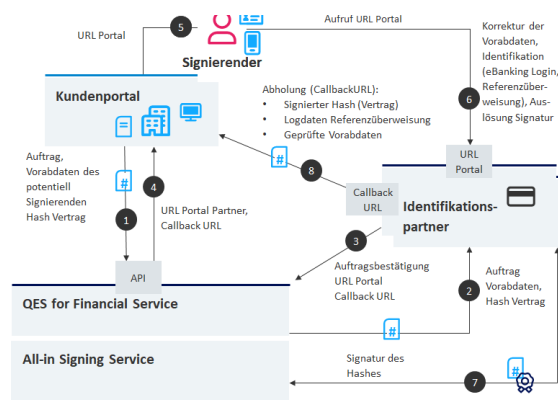 5
URL Portal
Aufruf URL Portal
Signierender
Korrektur der
Vorabdaten,
Identifikation
(eBanking Login,
Referenzüber-
weisung), Aus-
lösung Signatur
6
Kundenportal
Abholung (CallbackURL):
• Signierter Hash (Vertrag)
• Logdaten Referenzüberweisung
• Geprüfte Vorabdaten
#
8
URL
Portal
Callback
URL
Identifikations-
partner
Auftrag,
Vorabdaten des
potentiell
Signierenden
Hash Vertrag
#
1
4
URL Portal Partner,
Callback URL
3
Auftragsbestätigung
URL Portal
Callback URL
2
Auftrag
Vorabdaten,
Hash Vertrag
API
QES for Financial Service
#
All-in Signing Service
Signatur des
Hashes
#
7